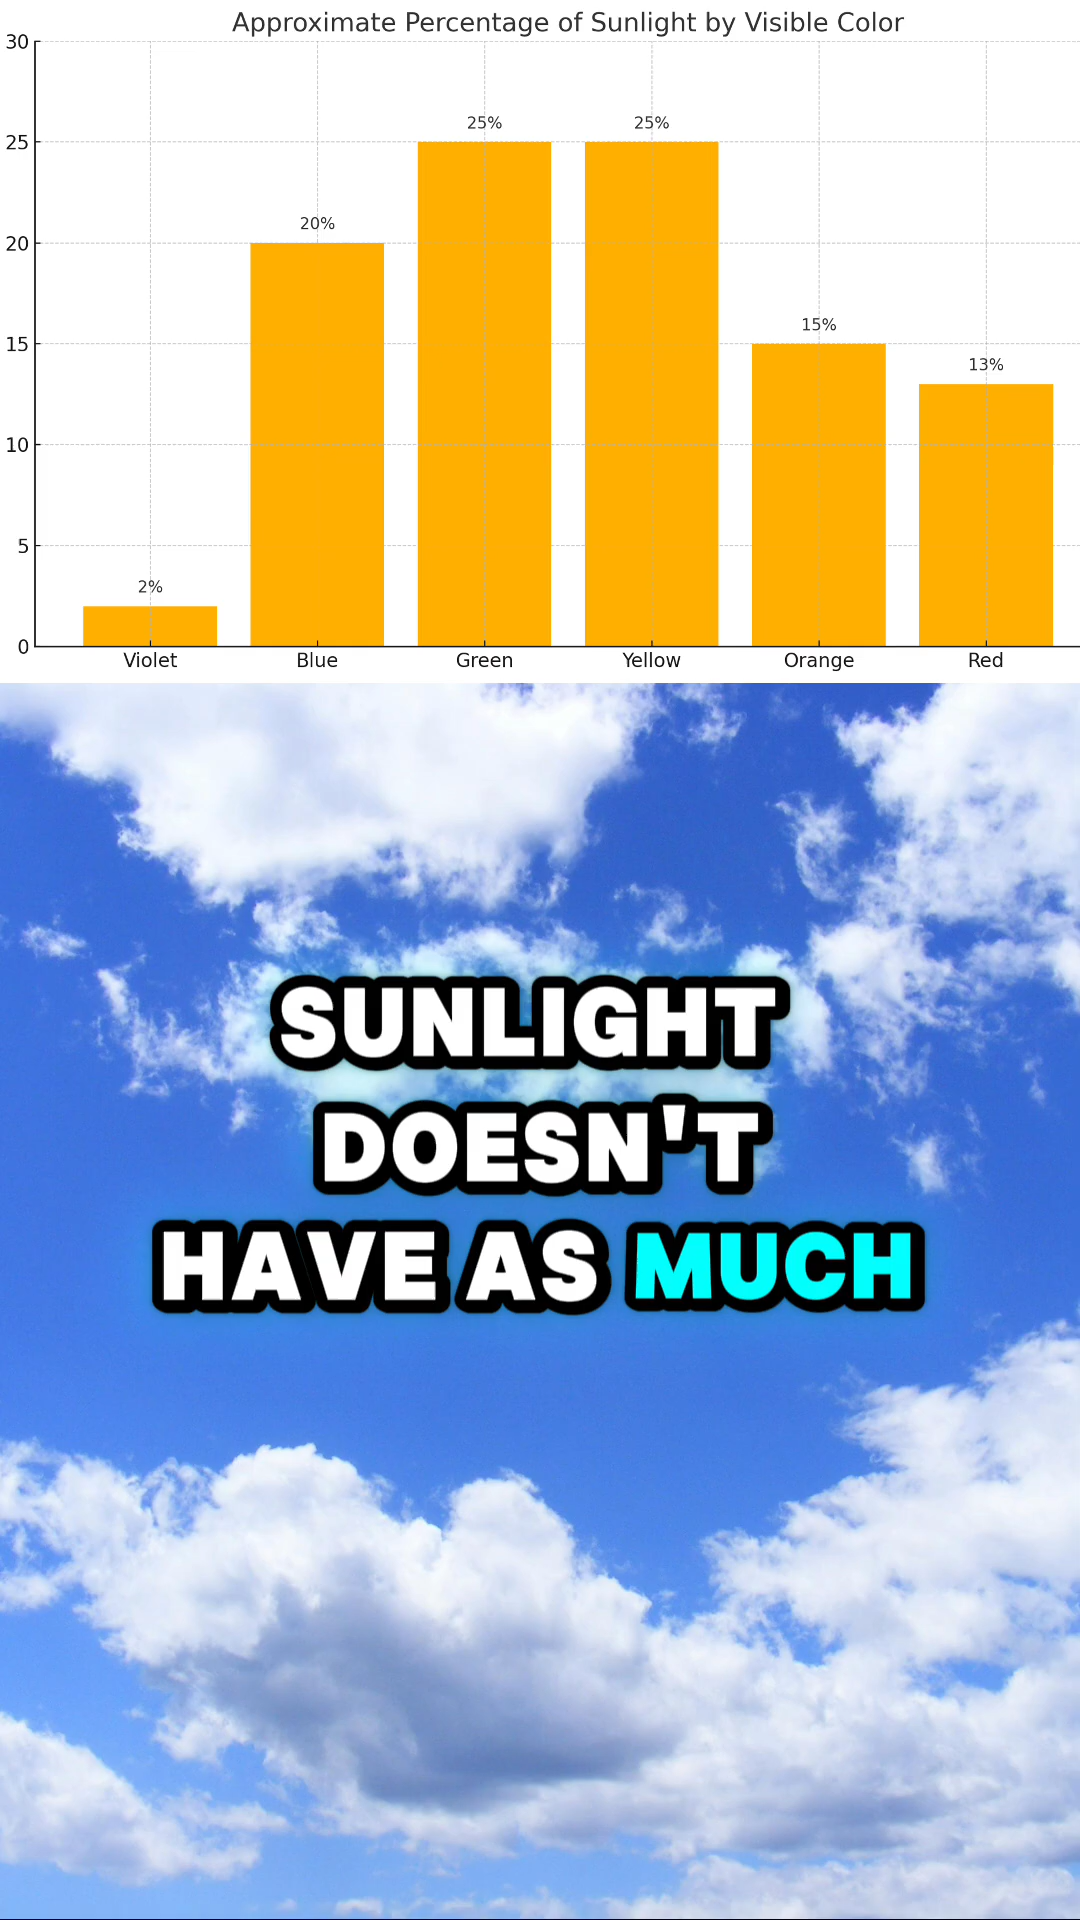 Approximate Percentage of Sunlight by Visible Color
30
25
20
15
10
5
0
2%
20%
25%
25%
15%
13%
Violet Blue Green Yellow Orange Red
SUNLIGHT
DOESN'T
HAVE AS MUCH